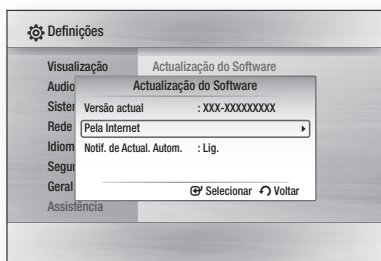 Definições
Visualização Actualização do Software
Audio
Actualização do Software
Sister
Versão actual : XXX-XXXXXXXXX
Rede
Pela Internet
Idiom
Notif. de Actual. Autom. : Lig.
Segur
Geral
Selecionar Voltar
Assistência